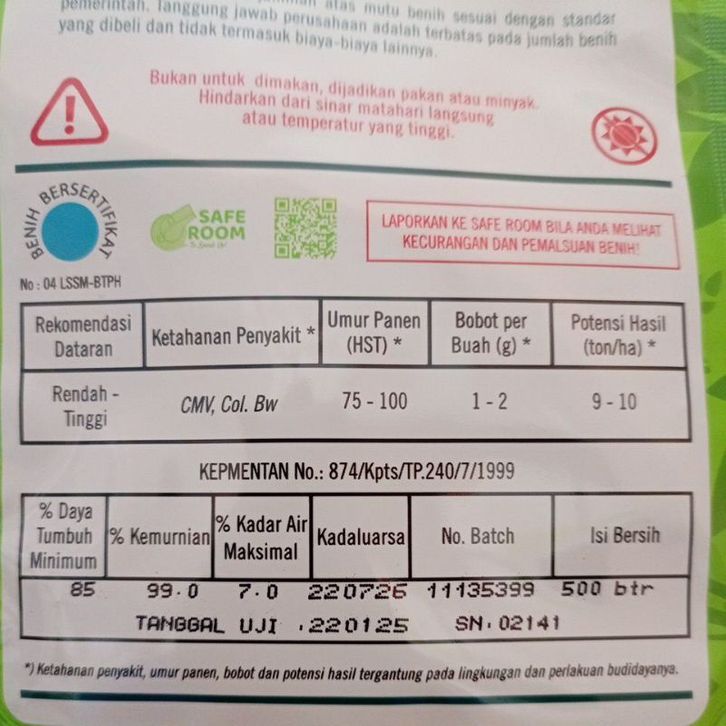 pemerintah. Tanggung jawab perusahaan adalah terbatas pada jumlah benih
atas mutu benih sesuai dengan standar
yang dibeli dan tidak termasuk biaya-biaya lainnya.
Bukan untuk dimakan, dijadikan pakan atau minyak.
Hindarkan dari sinar matahari langsung
atau temperatur yang tinggi.
BENIH BERSERTIFIKAT
No : 04 LSSM-BTPH
SAFE
ROOM
LAPORKAN KE SAFE ROOM BILA ANDA MELIHAT
KECURANGAN DAN PEMALSUAN BENIH!
Rekomendasi Dataran
Ketahanan Penyakit *
Umur Panen (HST) *
Bobot per Buah (g) *
Potensi Hasil (ton/ha) *
Rendah - Tinggi
CMV, Col. Bw
75 - 100
1 - 2
9 - 10
KEPMENTAN No.: 874/Kpts/TP.240/7/1999
% Daya Tumbuh Minimum
% Kemurnian
% Kadar Air Maksimal
Kadaluarsa
No. Batch
Isi Bersih
85 99.0 7.0 220726 11135399 500 btr
TANGGAL UJI .220125 SN. 02141
*) Ketahanan penyakit, umur panen, bobot dan potensi hasil tergantung pada lingkungan dan perlakuan budidayanya.